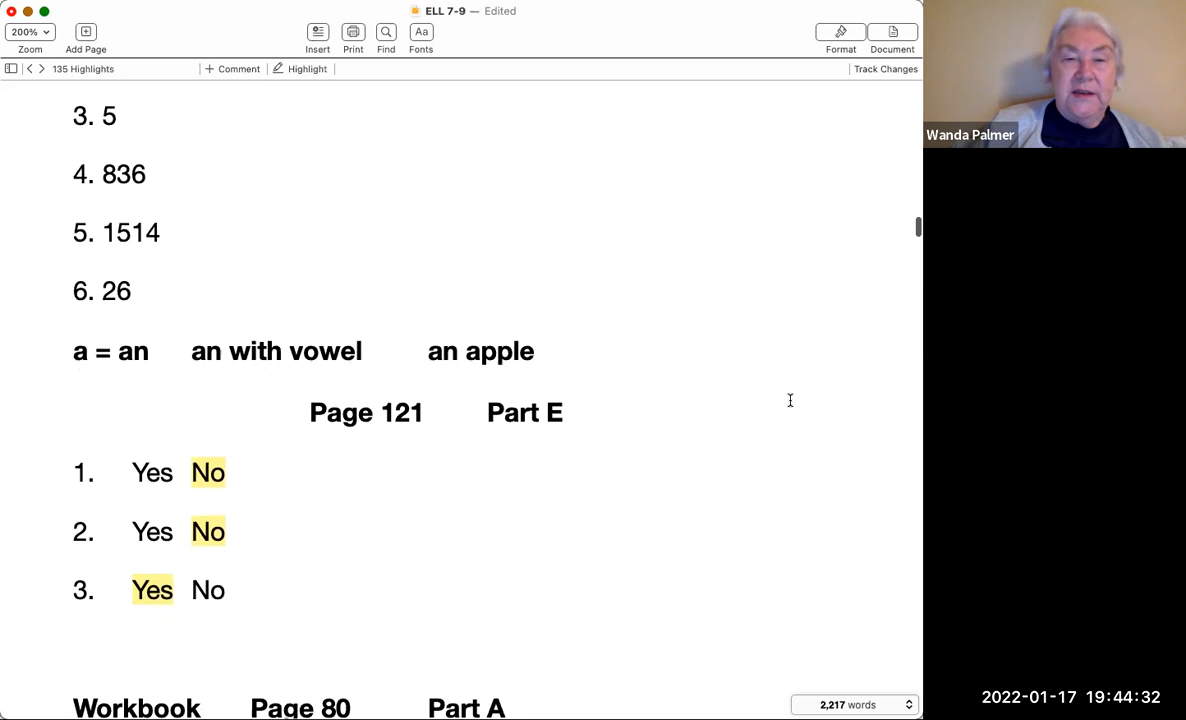 ELL 7-9 — Edited
200%
Zoom
Add Page
Insert
Print
Find
Aa
Fonts
Format
Document
135 Highlights
+ Comment
Highlight
Track Changes
3. 5
4. 836
5. 1514
6. 26
a = an an with vowel an apple
Page 121 Part E
1. Yes No
2. Yes No
3. Yes No
Workbook Page 80 Part A
2,217 words
Wanda Palmer
2022-01-17 19:44:32